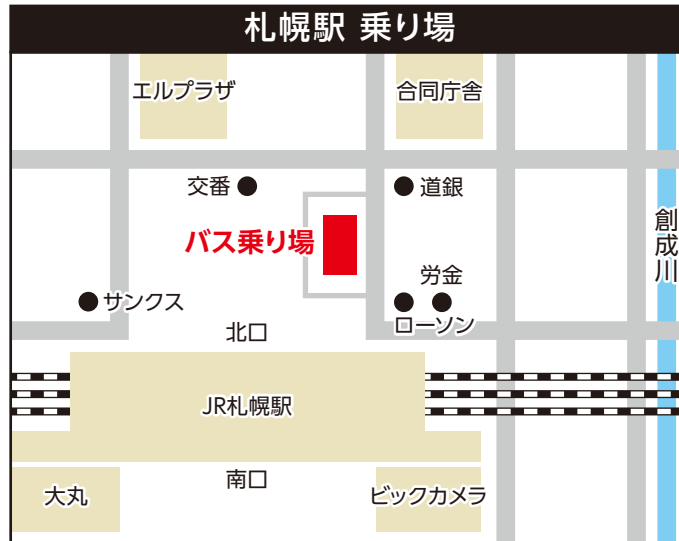 札幌駅 乗り場
エルプラザ
合同庁舎
交番
道銀
バス乗り場
創成川
労金
サンクス
ローソン
北口
JR札幌駅
南口
大丸
ビックカメラ